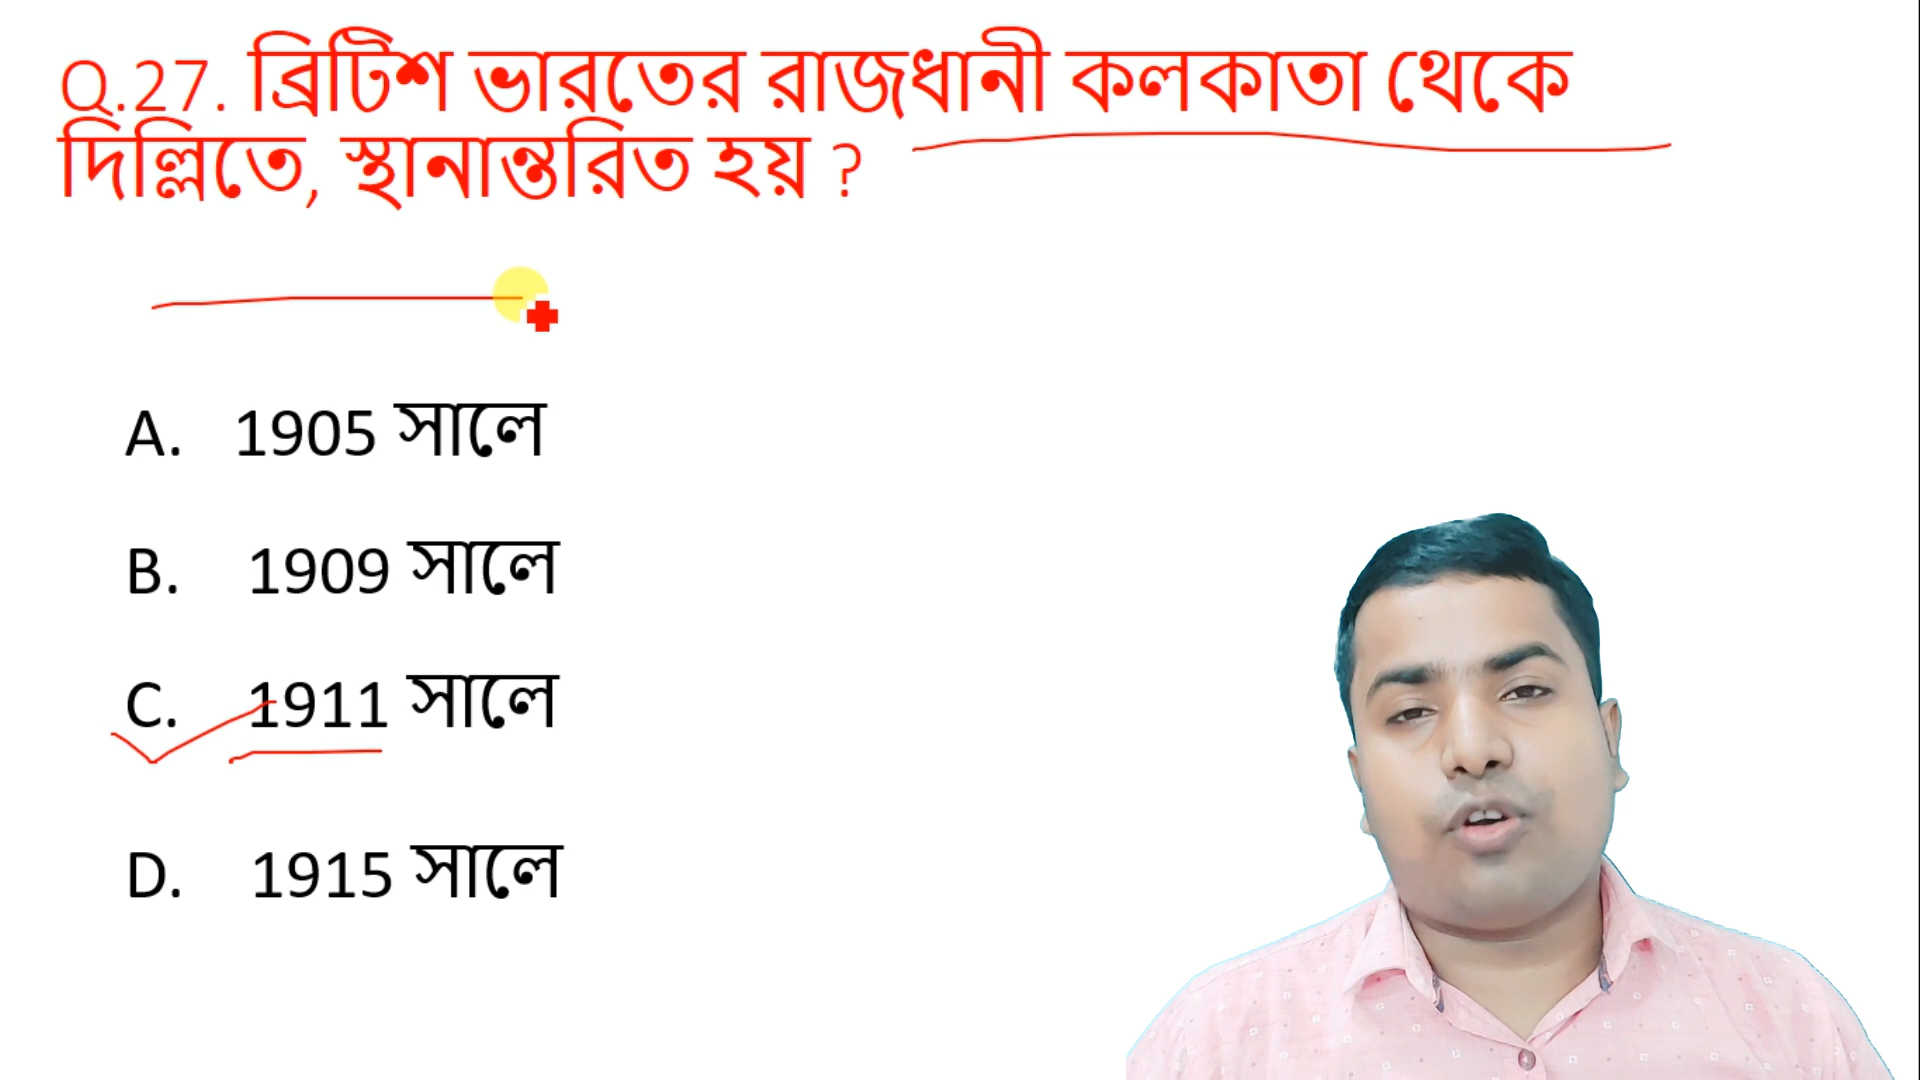 Q.27. ব্রিটিশ ভারতের রাজধানী কলকাতা থেকে
দিল্লিতে, স্থানান্তরিত হয় ?
A. 1905 সালে
B. 1909 সালে
C. 1911 সালে
D. 1915 সালে